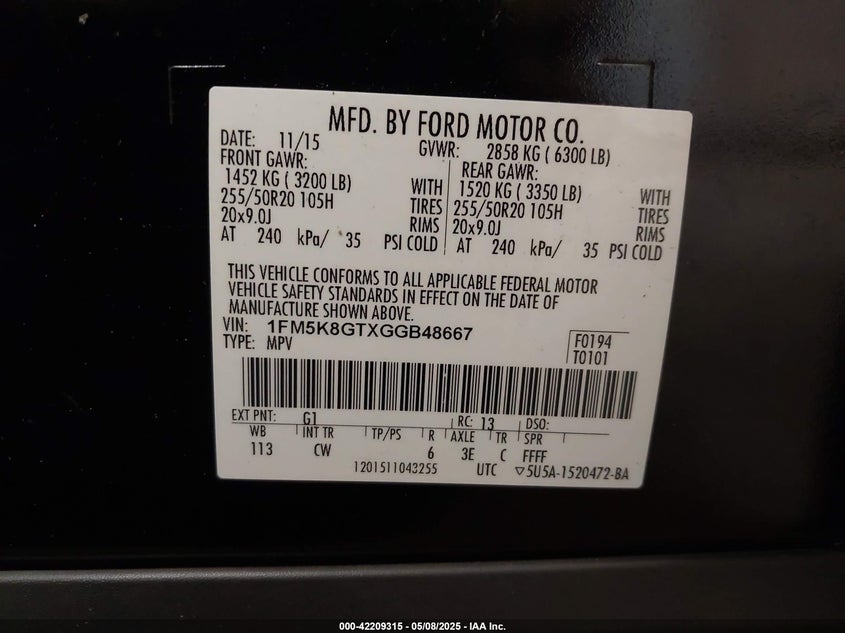 MFD. BY FORD MOTOR CO.
DATE: 11/15 GVWR: 2858 KG ( 6300 LB)
FRONT GAWR: REAR GAWR:
1452 KG ( 3200 LB) WITH 1520 KG ( 3350 LB) WITH
255/50R20 105H TIRES 255/50R20 105H TIRES
20x9.0J RIMS 20x9.0J RIMS
AT 240 kPa/ 35 PSI COLD AT 240 kPa/ 35 PSI COLD
THIS VEHICLE CONFORMS TO ALL APPLICABLE FEDERAL MOTOR
VEHICLE SAFETY STANDARDS IN EFFECT ON THE DATE OF
MANUFACTURE SHOWN ABOVE.
VIN: 1FM5K8GTXGGB48667
TYPE: MPV
F0194
T0101
EXT PNT: G1 RC: 13 DSO:
WB INT TR TP/PS R AXLE TR SPR
113 CW 6 3E C FFFF
1201511043255 UTC ▽5U5A-1520472-BA
000-42209315 - 05/08/2025 - IAA Inc.